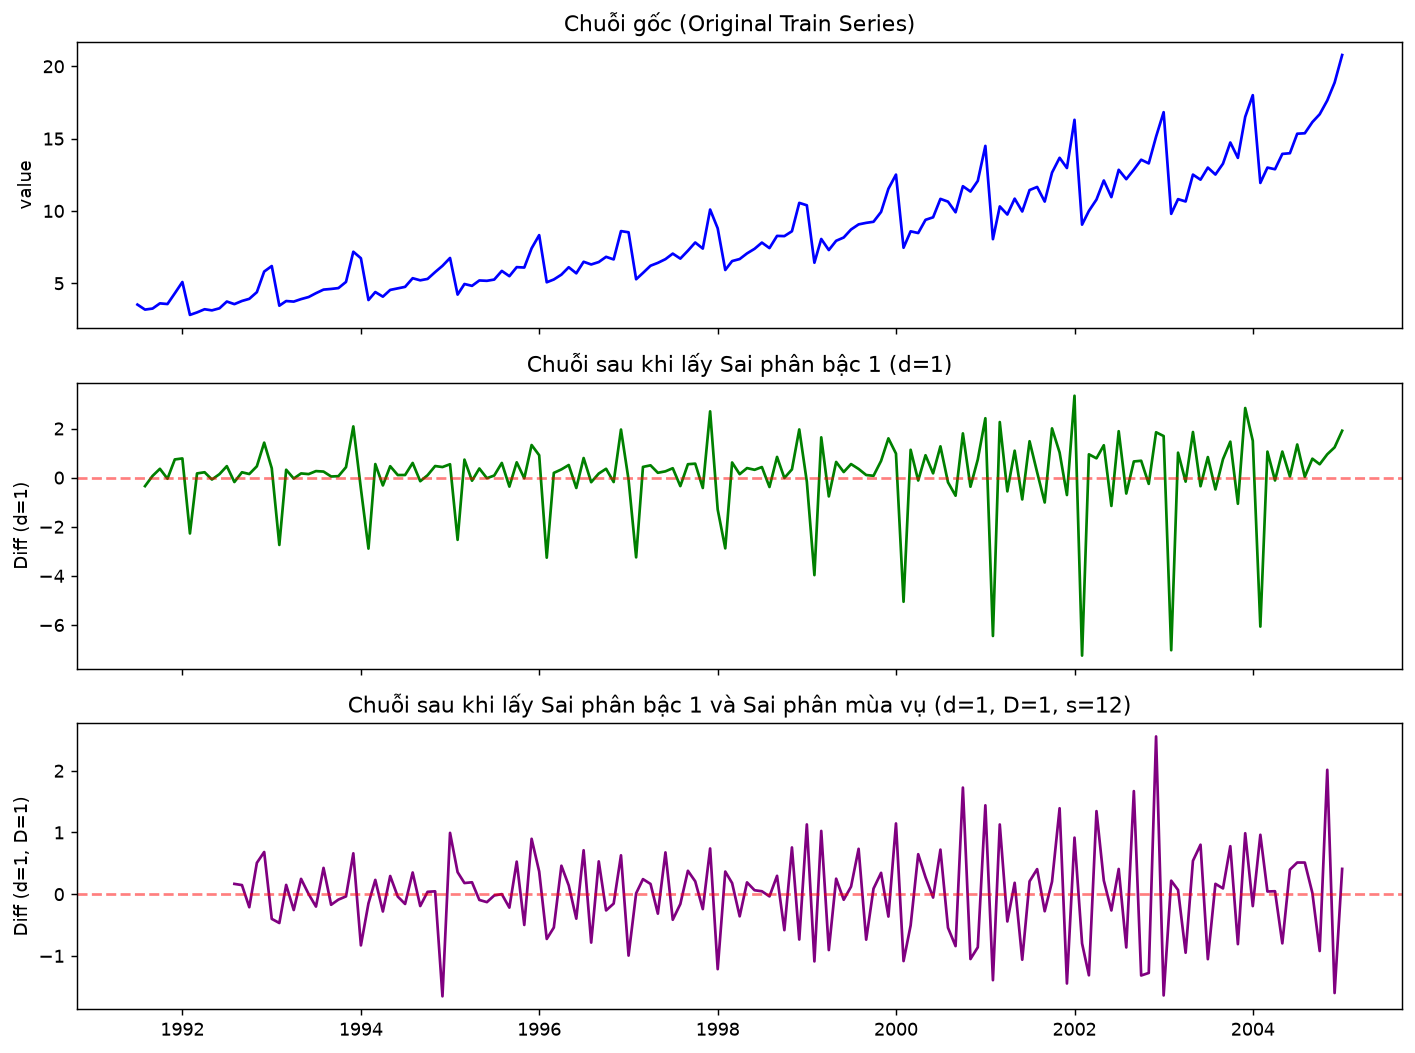 Chuỗi gốc (Original Train Series)
20
15
10
5
value
Chuỗi sau khi lấy Sai phân bậc 1 (d=1)
2
0
−2
−4
−6
Diff (d=1)
Chuỗi sau khi lấy Sai phân bậc 1 và Sai phân mùa vụ (d=1, D=1, s=12)
2
1
0
−1
Diff (d=1, D=1)
1992 1994 1996 1998 2000 2002 2004